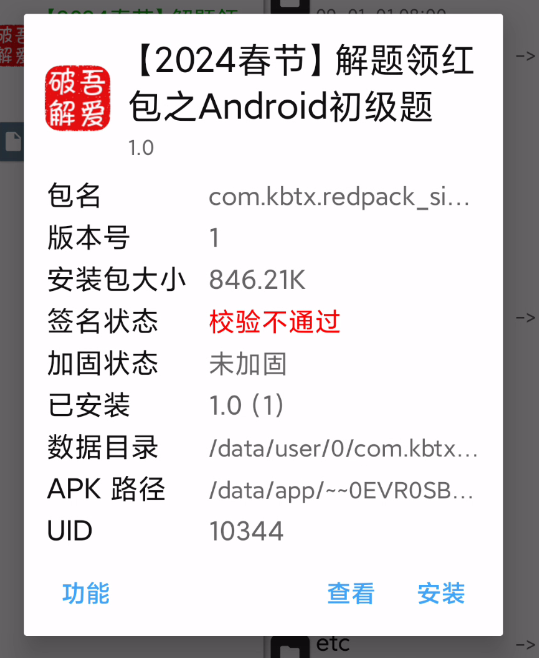 【2024春节】解题领红
包之Android初级题
破吾
解爱
1.0
包名 com.kbtx.redpack_si...
版本号 1
安装包大小 846.21K
签名状态 校验不通过
加固状态 未加固
已安装 1.0 (1)
数据目录 /data/user/0/com.kbtx...
APK 路径 /data/app/~~0EVR0SB...
UID 10344
功能 查看 安装
->
->
->
etc